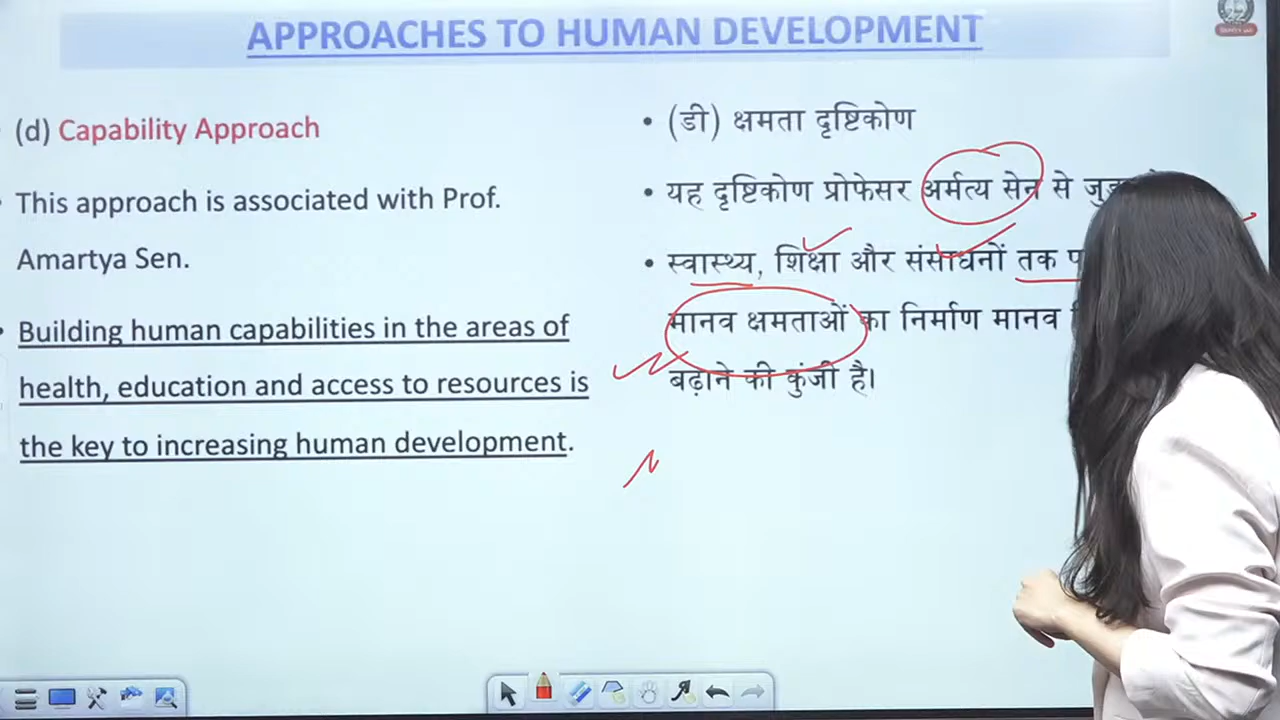 APPROACHES TO HUMAN DEVELOPMENT
(d) Capability Approach
This approach is associated with Prof.
Amartya Sen.
Building human capabilities in the areas of
health, education and access to resources is
the key to increasing human development.
• (डी) क्षमता दृष्टिकोण
• यह दृष्टिकोण प्रोफेसर अर्मत्य सेन से
• स्वास्थ्य, शिक्षा और संसाधनों तक
मानव क्षमताओं का निर्माण मानव
बढ़ाने की कुंजी है।